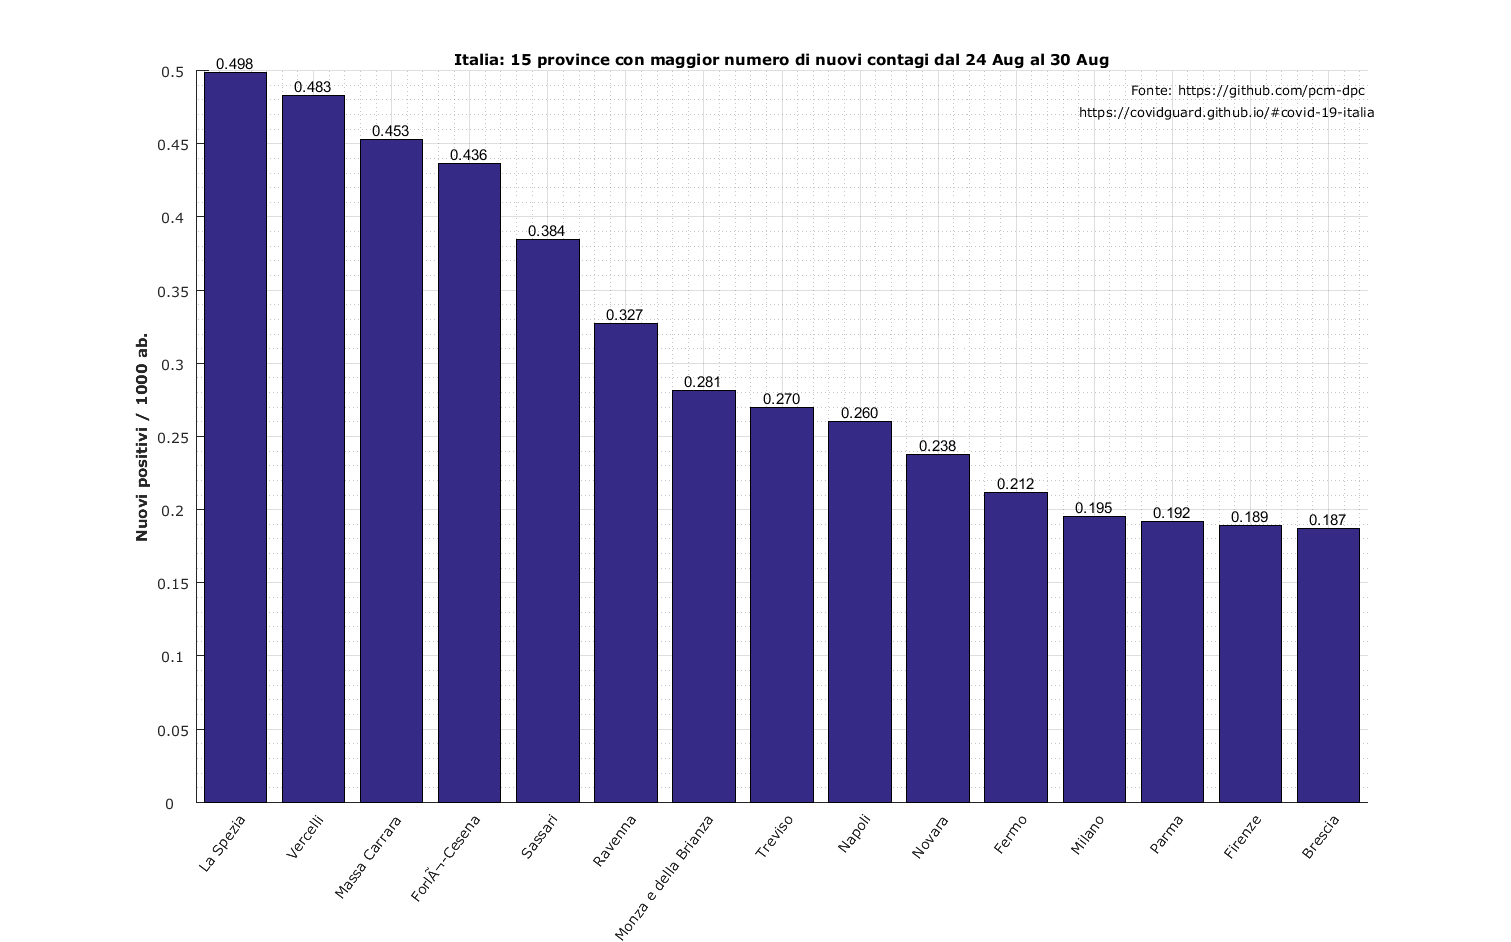 Italia: 15 province con maggior numero di nuovi contagi dal 24 Aug al 30 Aug
Fonte: https://github.com/pcm-dpc
https://covidguard.github.io/#covid-19-italia
Nuovi positivi / 1000 ab.
0.5
0.45
0.4
0.35
0.3
0.25
0.2
0.15
0.1
0.05
0
0.498
0.483
0.453
0.436
0.384
0.327
0.281
0.270
0.260
0.238
0.212
0.195
0.192
0.189
0.187
La Spezia
Vercelli
Massa Carrara
ForlÃ¬-Cesena
Sassari
Ravenna
Monza e della Brianza
Treviso
Napoli
Novara
Fermo
Milano
Parma
Firenze
Brescia